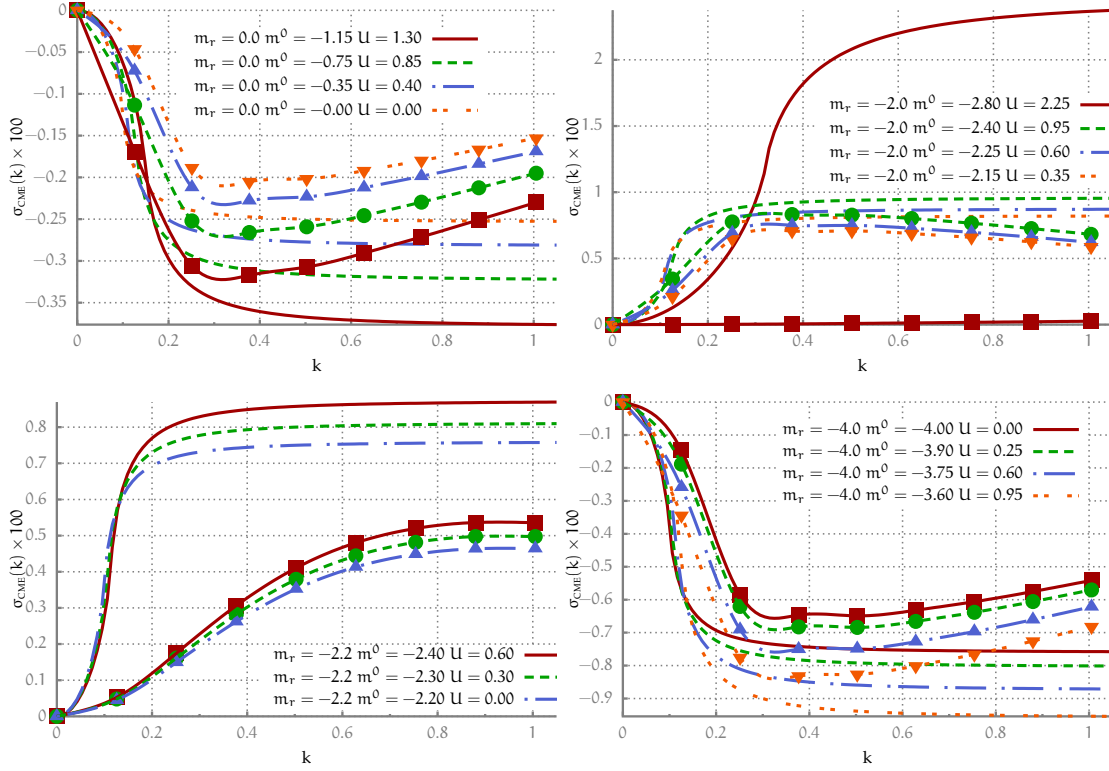 0
−0.05
−0.1
−0.15
−0.2
−0.25
−0.3
−0.35
σCME(k) × 100
0 0.2 0.4 0.6 0.8 1
k
mr = 0.0 m⁰ = −1.15 U = 1.30
mr = 0.0 m⁰ = −0.75 U = 0.85
mr = 0.0 m⁰ = −0.35 U = 0.40
mr = 0.0 m⁰ = −0.00 U = 0.00
2
1.5
1
0.5
0
σCME(k) × 100
0 0.2 0.4 0.6 0.8 1
k
mr = −2.0 m⁰ = −2.80 U = 2.25
mr = −2.0 m⁰ = −2.40 U = 0.95
mr = −2.0 m⁰ = −2.25 U = 0.60
mr = −2.0 m⁰ = −2.15 U = 0.35
0.8
0.7
0.6
0.5
0.4
0.3
0.2
0.1
0
σCME(k) × 100
0 0.2 0.4 0.6 0.8 1
k
mr = −2.2 m⁰ = −2.40 U = 0.60
mr = −2.2 m⁰ = −2.30 U = 0.30
mr = −2.2 m⁰ = −2.20 U = 0.00
0
−0.1
−0.2
−0.3
−0.4
−0.5
−0.6
−0.7
−0.8
−0.9
σCME(k) × 100
0 0.2 0.4 0.6 0.8 1
k
mr = −4.0 m⁰ = −4.00 U = 0.00
mr = −4.0 m⁰ = −3.90 U = 0.25
mr = −4.0 m⁰ = −3.75 U = 0.60
mr = −4.0 m⁰ = −3.60 U = 0.95